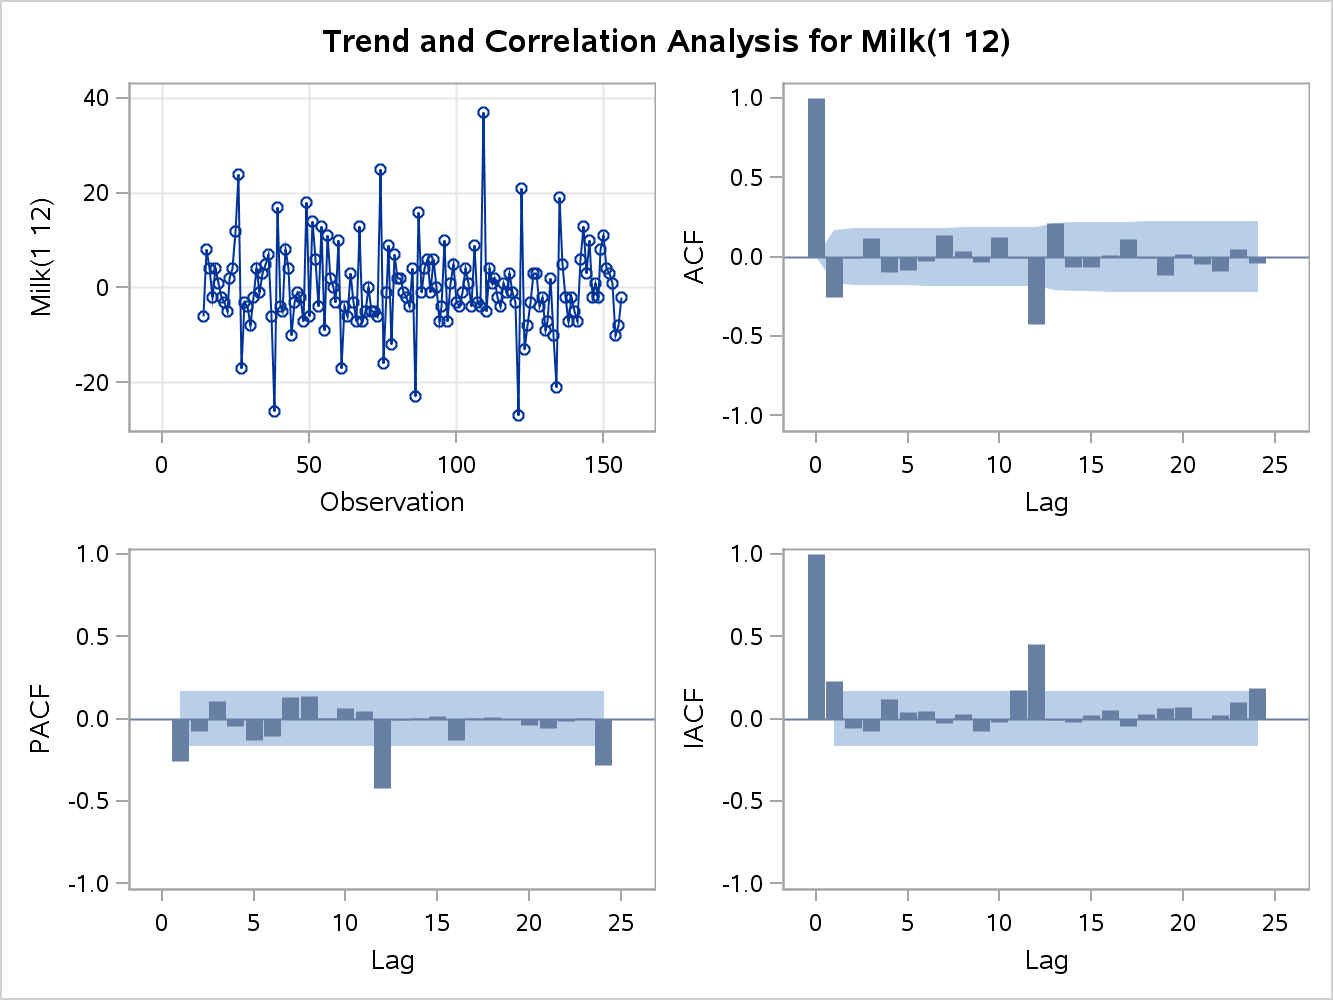 Trend and Correlation Analysis for Milk(1 12)
Milk(1 12)
40
20
0
-20
0 50 100 150
Observation
ACF
1.0
0.5
0.0
-0.5
-1.0
0 5 10 15 20 25
Lag
PACF
1.0
0.5
0.0
-0.5
-1.0
0 5 10 15 20 25
Lag
IACF
1.0
0.5
0.0
-0.5
-1.0
0 5 10 15 20 25
Lag